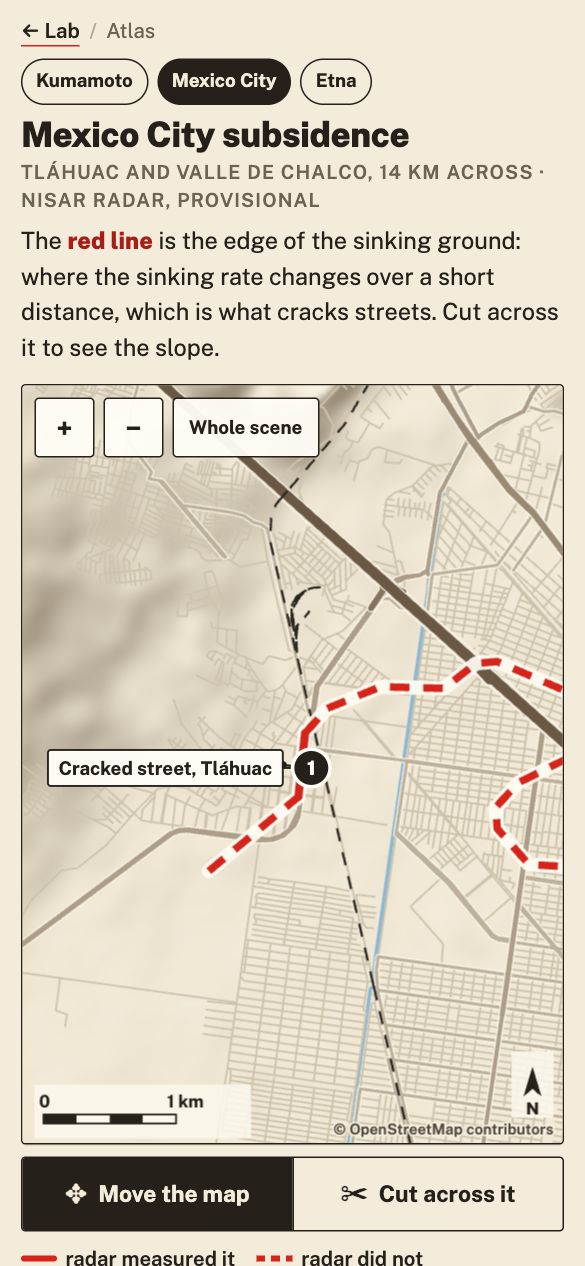 ← Lab / Atlas
Kumamoto Mexico City Etna
Mexico City subsidence
TLÁHUAC AND VALLE DE CHALCO, 14 KM ACROSS ·
NISAR RADAR, PROVISIONAL
The red line is the edge of the sinking ground:
where the sinking rate changes over a short
distance, which is what cracks streets. Cut across
it to see the slope.
+ − Whole scene
Cracked street, Tláhuac 1
0 1 km
N
© OpenStreetMap contributors
Move the map Cut across it
radar measured it radar did not